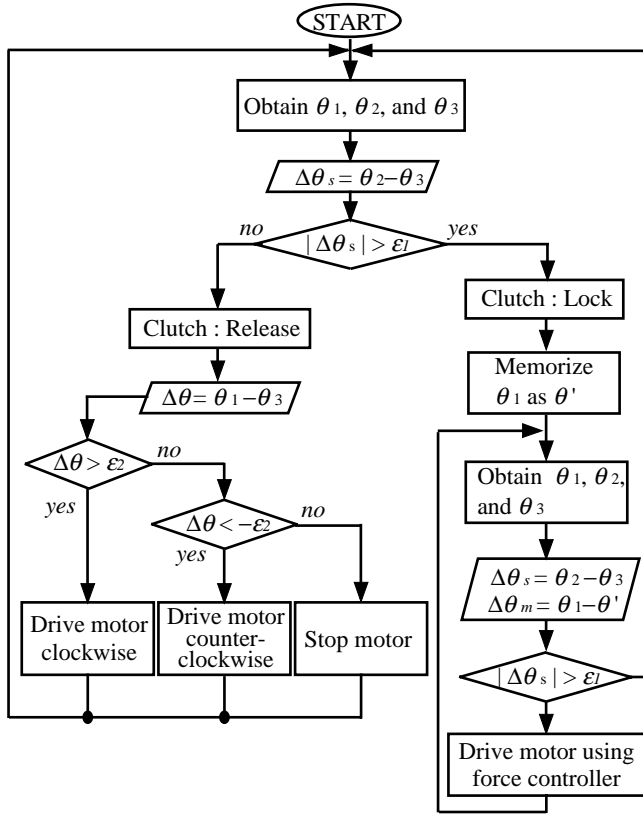 START
Obtain θ1, θ2, and θ3
Δθs = θ2−θ3
| Δθs | > ε1
no
yes
Clutch : Release
Δθ= θ1−θ3
Δθ > ε2
no
yes
Δθ < −ε2
no
yes
Drive motor
clockwise
Drive motor
counter-
clockwise
Stop motor
Clutch : Lock
Memorize
θ1 as θ'
Obtain θ1, θ2,
and θ3
Δθs = θ2−θ3
Δθm = θ1−θ'
| Δθs | > ε1
Drive motor using
force controller